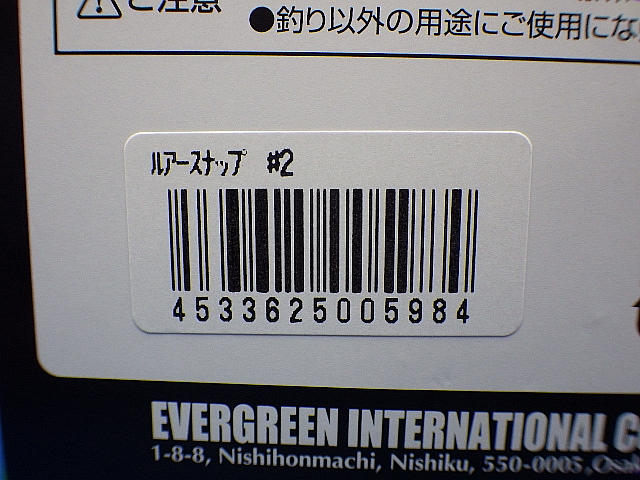 ご注意
●釣り以外の用途にご使用にな
ﾙｱｰｽﾅｯﾌﾟ #2
4533625005984
EVERGREEN INTERNATIONAL C
1-8-8, Nishihonmachi, Nishiku, 550-0005, Osak